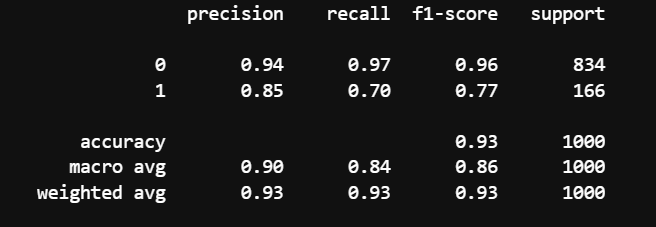 precision recall f1-score support
0 0.94 0.97 0.96 834
1 0.85 0.70 0.77 166
accuracy 0.93 1000
macro avg 0.90 0.84 0.86 1000
weighted avg 0.93 0.93 0.93 1000